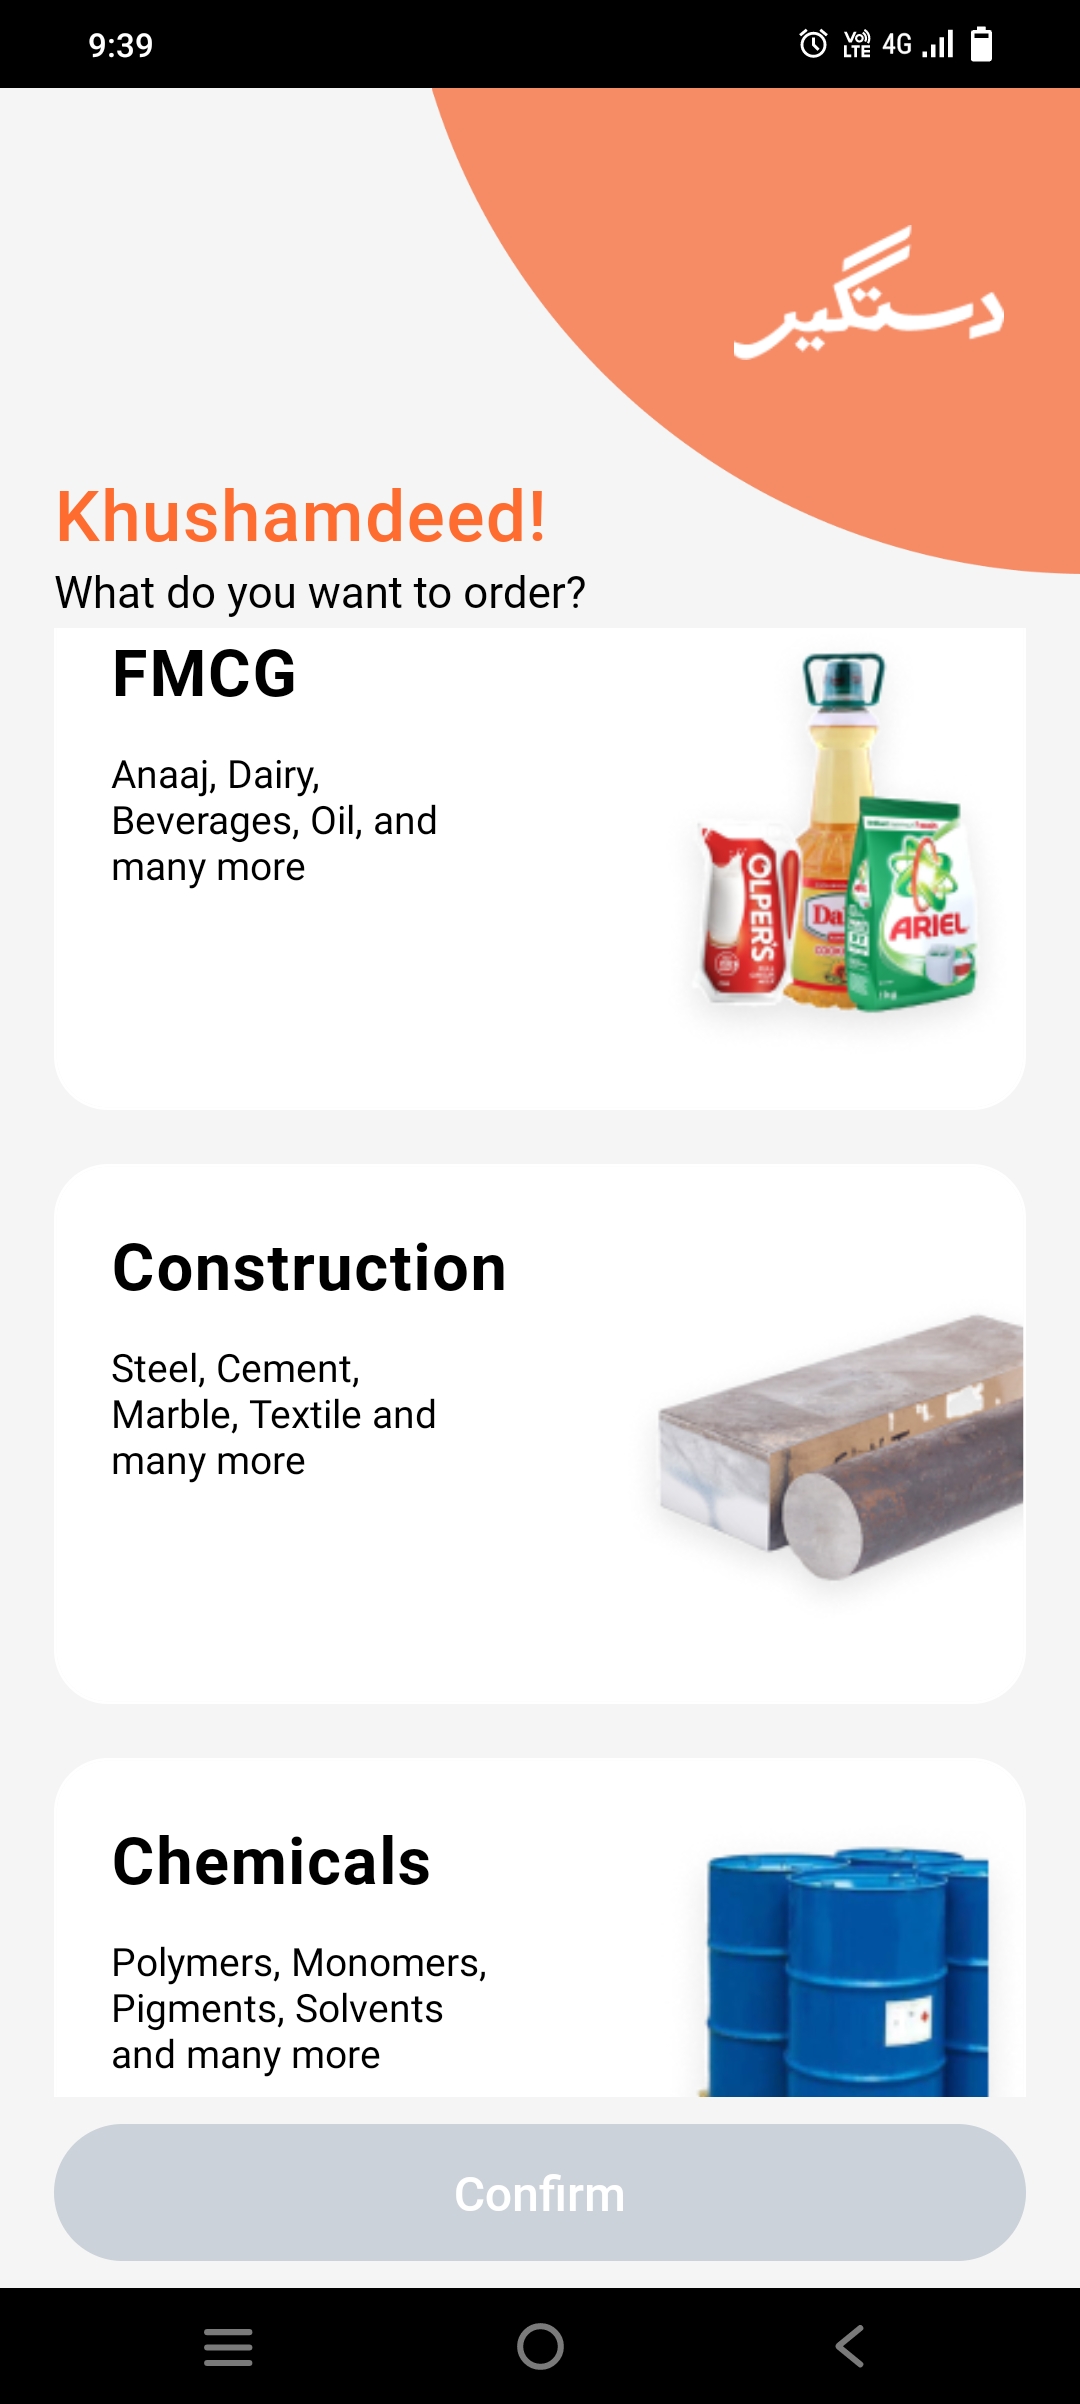 9:39
Vo)) LTE 4G
دستگیر
Khushamdeed!
What do you want to order?
FMCG
Anaaj, Dairy,
Beverages, Oil, and
many more
OLPER'S
Da
ARIEL
Construction
Steel, Cement,
Marble, Textile and
many more
Chemicals
Polymers, Monomers,
Pigments, Solvents
and many more
Confirm